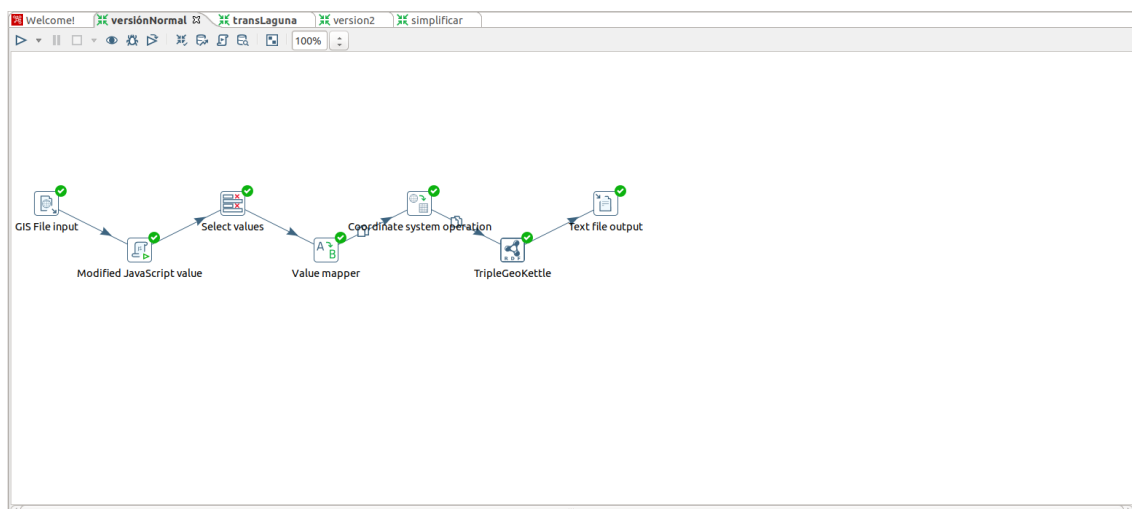 Welcome! versiónNormal transLaguna version2 simplificar
100%
GIS File input Select values Coordinate system operation Text file output
Modified JavaScript value Value mapper TripleGeoKettle